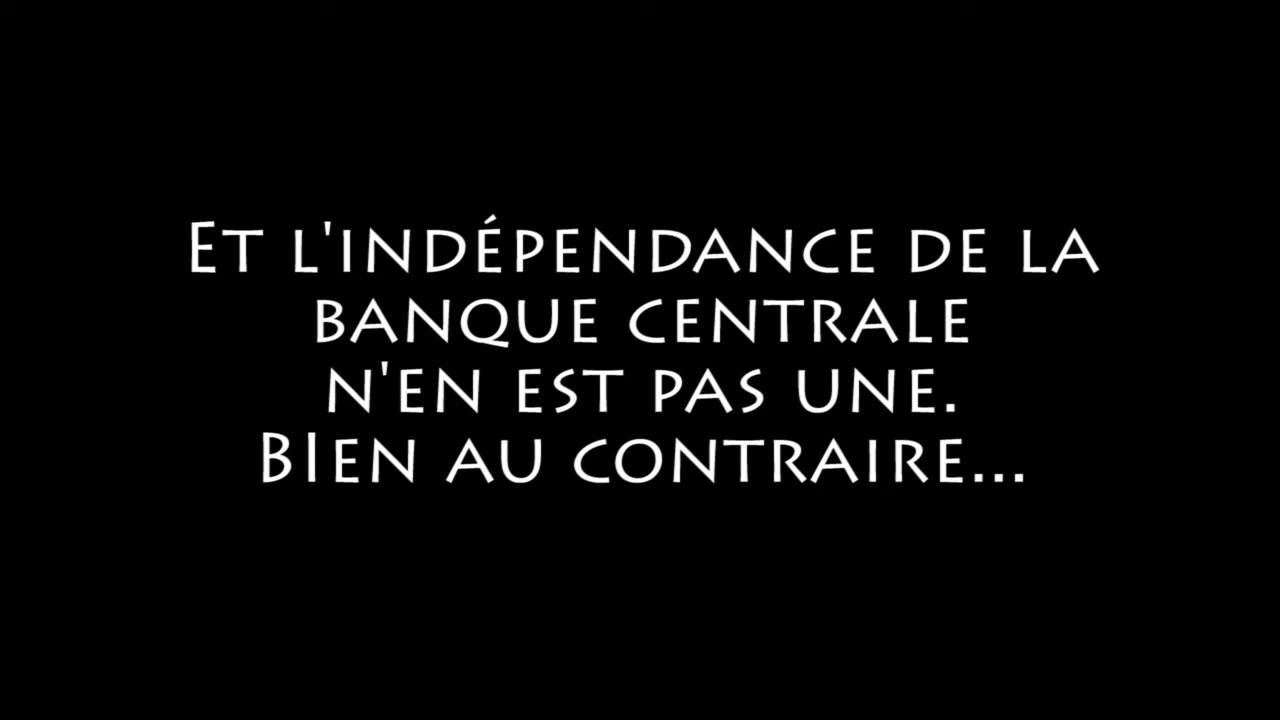 Et l'indépendance de la
banque centrale
n'en est pas une.
BIen au contraire...